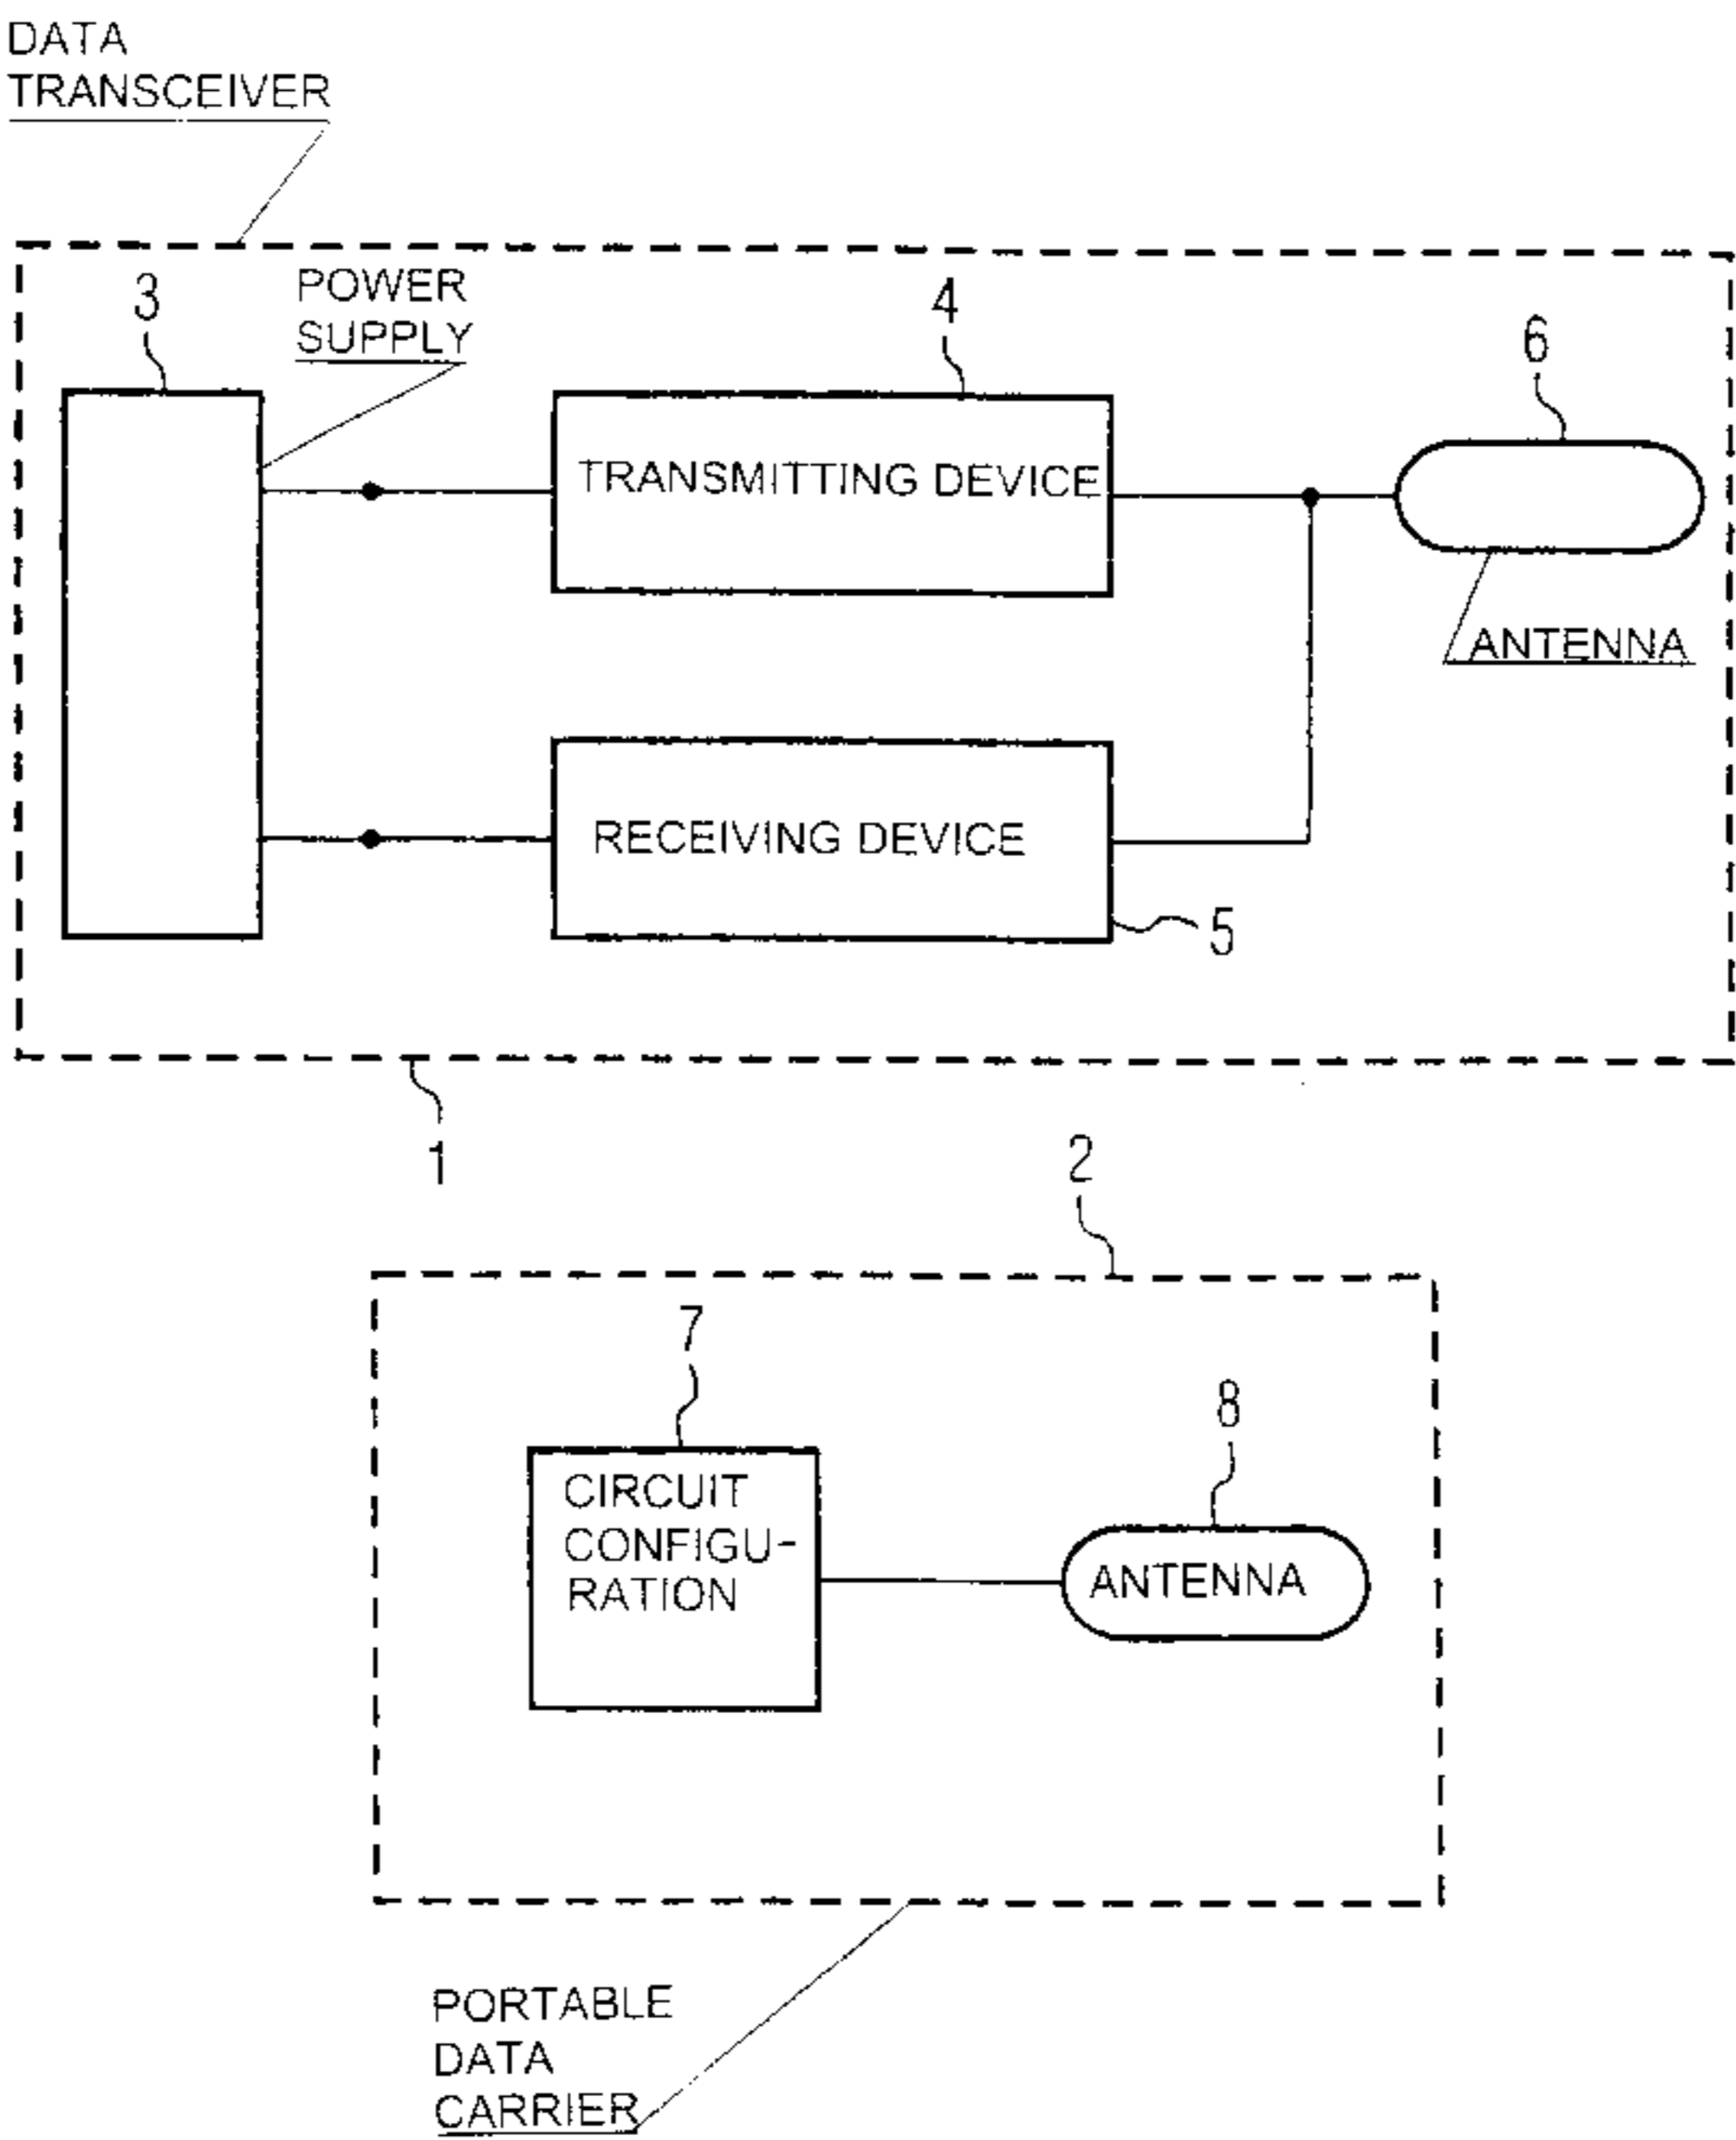 DATA
TRANSCEIVER
3
POWER
SUPPLY
4
6
TRANSMITTING DEVICE
ANTENNA
RECEIVING DEVICE
5
1
2
7
8
CIRCUIT
CONFIGU-
RATION
ANTENNA
PORTABLE
DATA
CARRIER